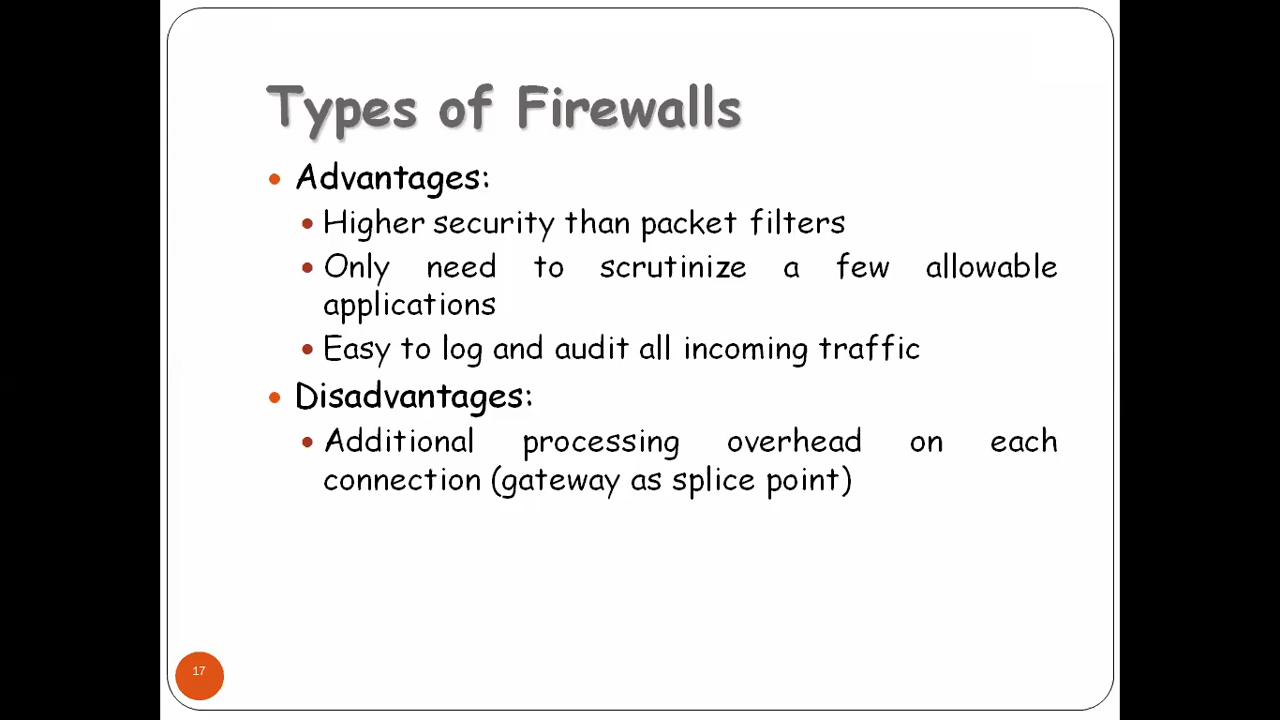 Types of Firewalls
Advantages:
Higher security than packet filters
Only need to scrutinize a few allowable
applications
Easy to log and audit all incoming traffic
Disadvantages:
Additional processing overhead on each
connection (gateway as splice point)
17